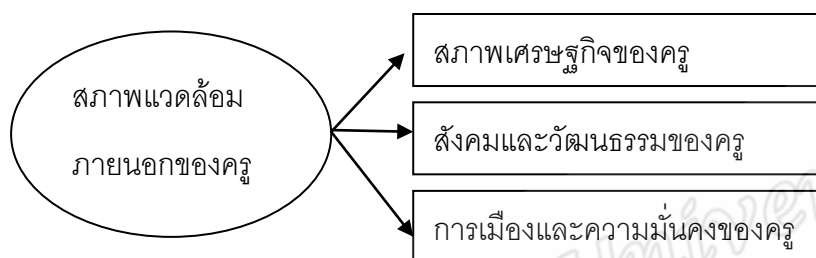 สภาพแวดล้อม
ภายนอกของครู
สภาพเศรษฐกิจของครู
สังคมและวัฒนธรรมของครู
การเมืองและความมั่นคงของครู